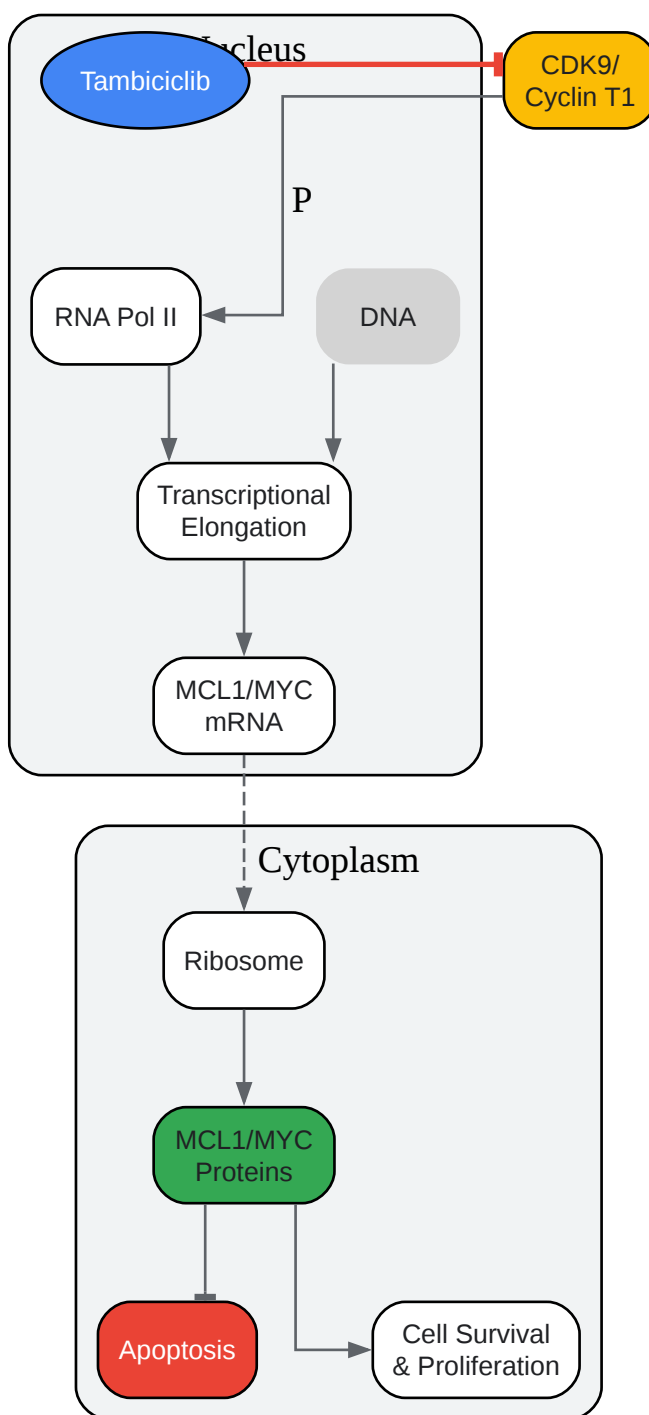 Nucleus
Tambiciclib
CDK9/
Cyclin T1
P
RNA Pol II
DNA
Transcriptional
Elongation
MCL1/MYC
mRNA
Cytoplasm
Ribosome
MCL1/MYC
Proteins
Apoptosis
Cell Survival
& Proliferation